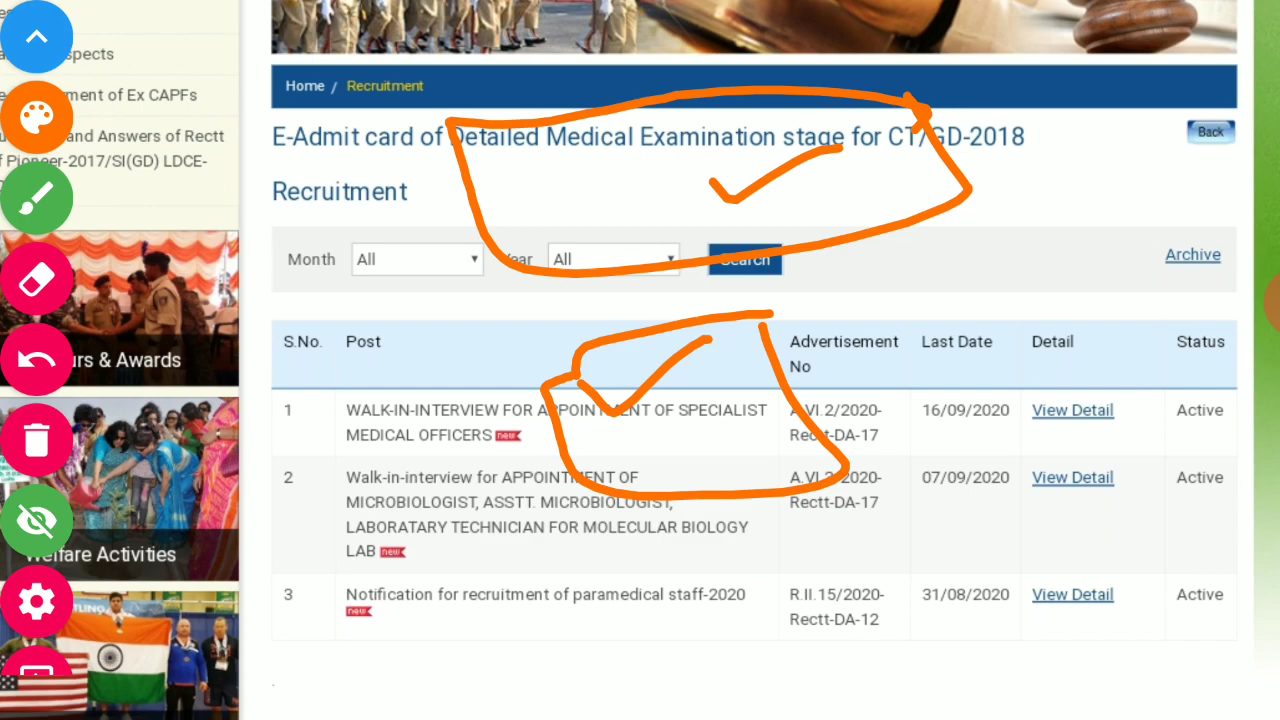 spects
ment of Ex CAPFs
and Answers of Rectt
f Pioneer-2017/SI(GD) LDCE-
rs & Awards
Welfare Activities
Home / Recruitment
E-Admit card of Detailed Medical Examination stage for CT/GD-2018
Recruitment
Back
Month All Year All Search
Archive
S.No. Post Advertisement No Last Date Detail Status
1 WALK-IN-INTERVIEW FOR APPOINTMENT OF SPECIALIST A.VI.2/2020- 16/09/2020 View Detail Active
MEDICAL OFFICERS new Rectt-DA-17
2 Walk-in-interview for APPOINTMENT OF A.VI.3/2020- 07/09/2020 View Detail Active
MICROBIOLOGIST, ASSTT. MICROBIOLOGIST, Rectt-DA-17
LABORATARY TECHNICIAN FOR MOLECULAR BIOLOGY
LAB new
3 Notification for recruitment of paramedical staff-2020 R.II.15/2020- 31/08/2020 View Detail Active
new Rectt-DA-12